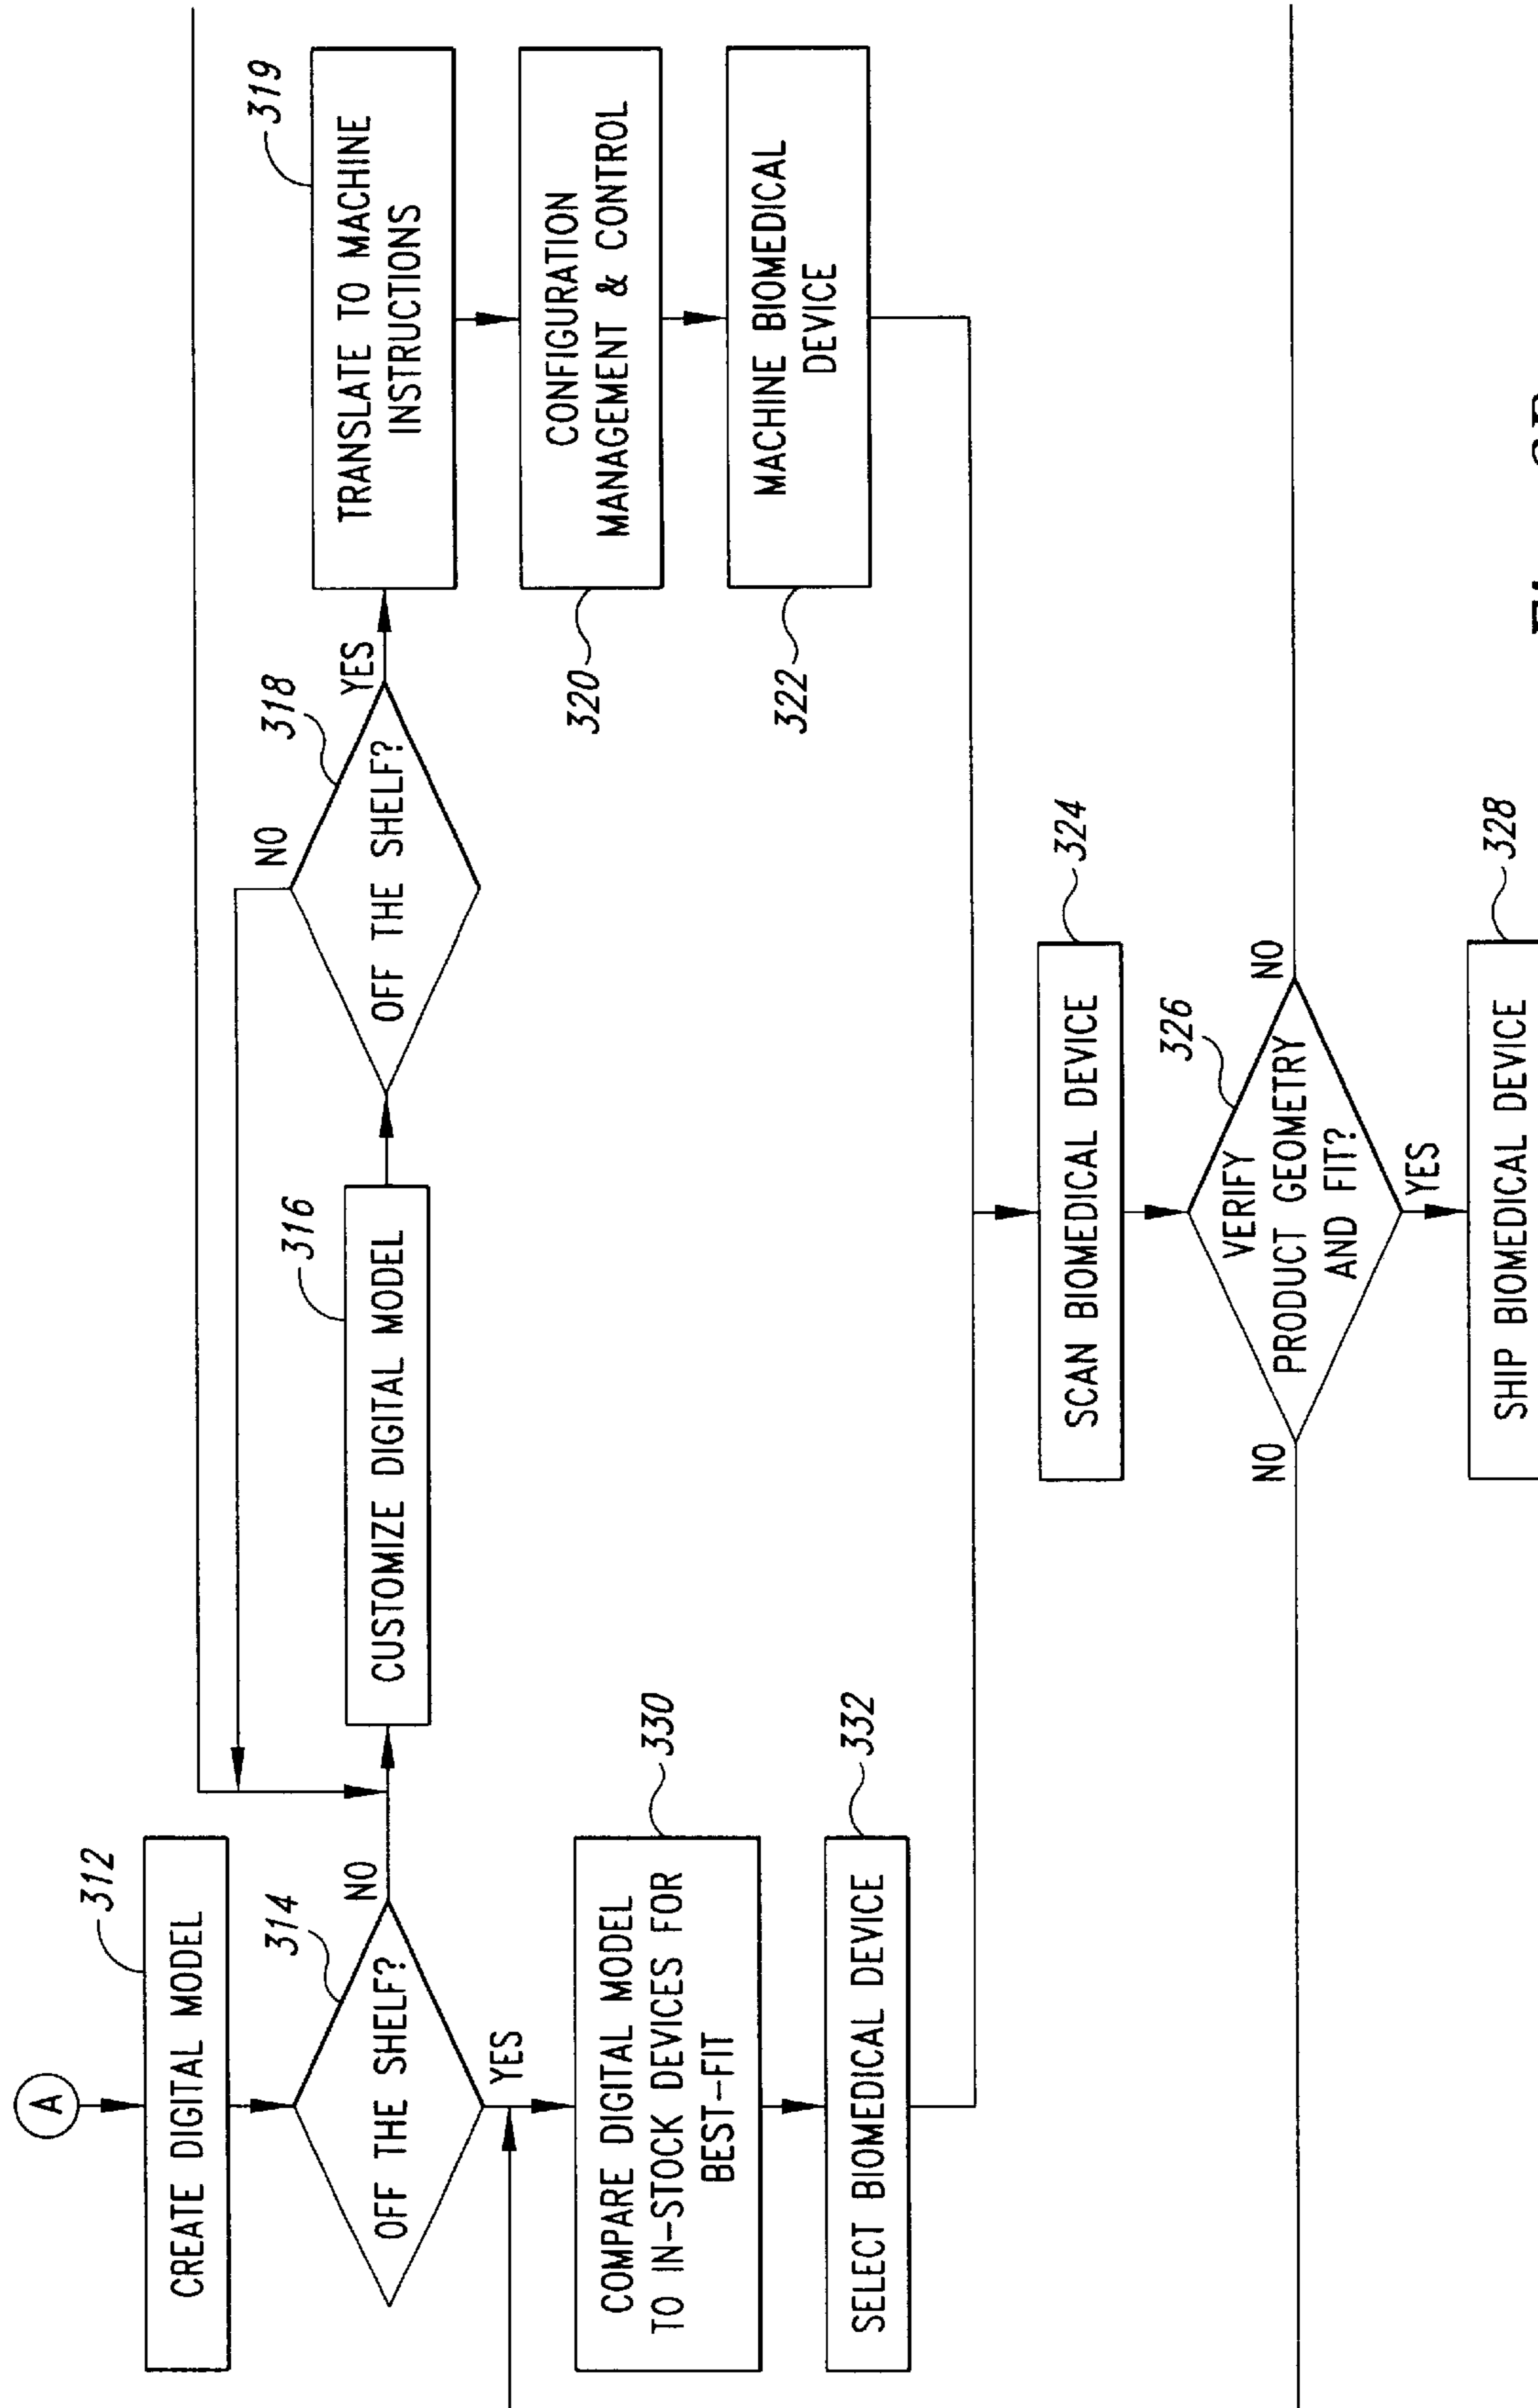 A
312
CREATE DIGITAL MODEL
314
OFF THE SHELF?
NO
YES
316
CUSTOMIZE DIGITAL MODEL
318
OFF THE SHELF?
NO
YES
319
TRANSLATE TO MACHINE
INSTRUCTIONS
320
CONFIGURATION
MANAGEMENT & CONTROL
322
MACHINE BIOMEDICAL
DEVICE
330
COMPARE DIGITAL MODEL
TO IN-STOCK DEVICES FOR
BEST-FIT
332
SELECT BIOMEDICAL DEVICE
324
SCAN BIOMEDICAL DEVICE
326
VERIFY
PRODUCT GEOMETRY
AND FIT?
NO
NO
YES
328
SHIP BIOMEDICAL DEVICE